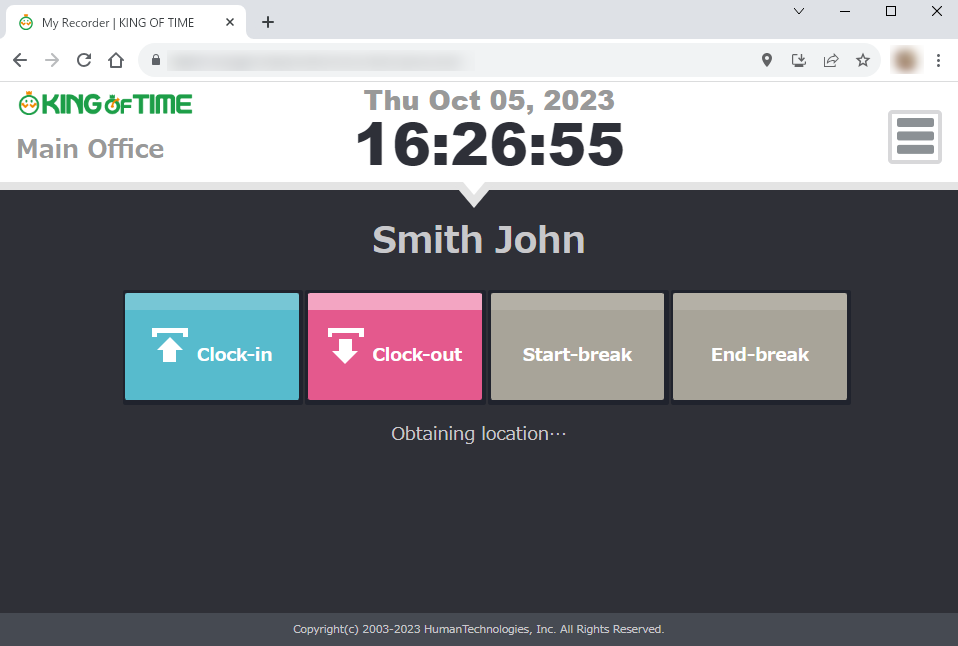 My Recorder | KING OF TIME
KING OF TIME
Thu Oct 05, 2023
Main Office
16:26:55
Smith John
Clock-in
Clock-out
Start-break
End-break
Obtaining location···
Copyright(c) 2003-2023 HumanTechnologies, Inc. All Rights Reserved.